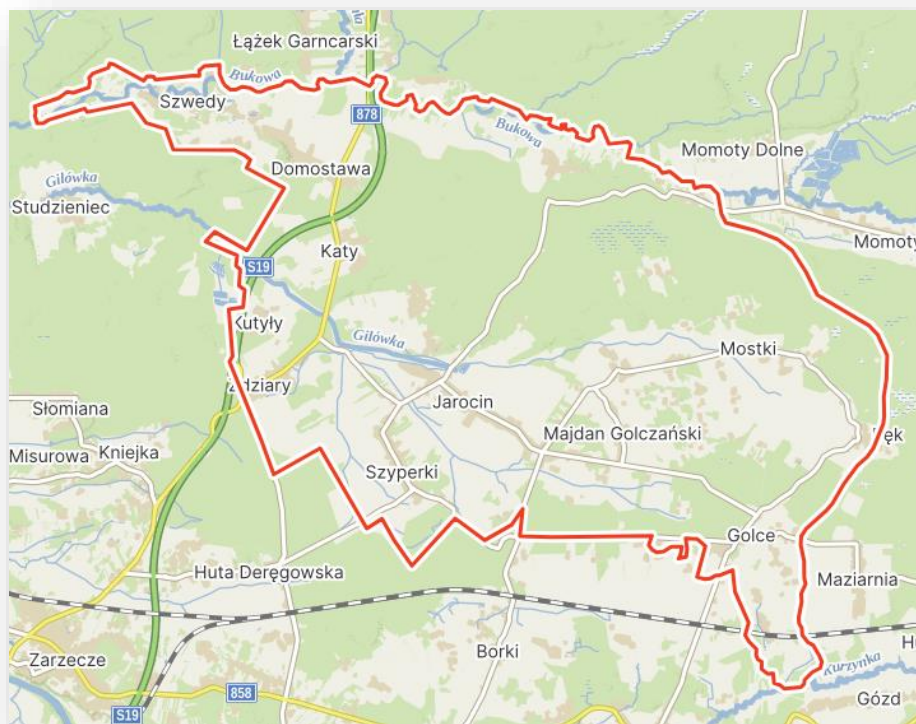 Łążek Garncarski
Bukowa
Szwedy
878
Bukowa
Momoty Dolne
Domostawa
Gilówka
Studzieniec
Katy
Momoty
S19
Kutyły
Gilówka
Mostki
Zdziary
Jarocin
Słomiana
Majdan Golczański
Misurowa
Kniejka
Szyperki
Golce
Huta Deręgowska
Maziarnia
Borki
Zarzecze
Kurzynka
858
Gózd
S19